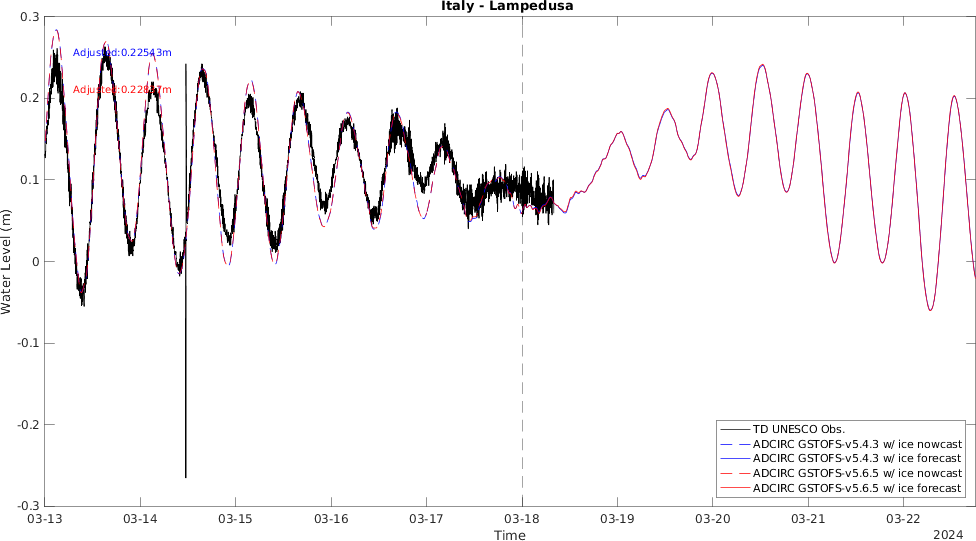 Italy - Lampedusa
0.3
0.2
0.1
0
-0.1
-0.2
-0.3
Water Level (m)
Adjusted:0.22543m
TD UNESCO Obs.
ADCIRC GSTOFS-v5.4.3 w/ ice nowcast
ADCIRC GSTOFS-v5.4.3 w/ ice forecast
ADCIRC GSTOFS-v5.6.5 w/ ice nowcast
ADCIRC GSTOFS-v5.6.5 w/ ice forecast
03-13 03-14 03-15 03-16 03-17 03-18 03-19 03-20 03-21 03-22
Time
2024